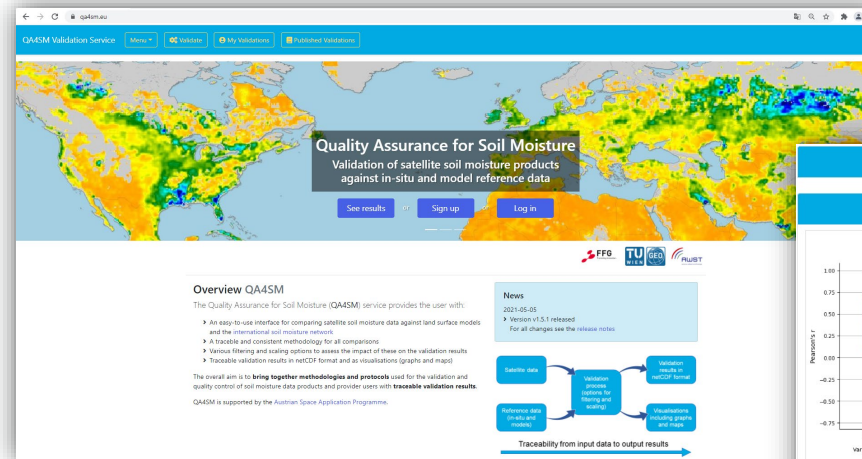 qa4sm.eu
QA4SM Validation Service Menu Validate My Validations Published Validations
Quality Assurance for Soil Moisture
Validation of satellite soil moisture products
against in-situ and model reference data
See results or Sign up or Log in
FFG TU WIEN GEO AWST
Overview QA4SM
The Quality Assurance for Soil Moisture (QA4SM) service provides the user with:
An easy-to-use interface for comparing satellite soil moisture data against land surface models
and the international soil moisture network
A traceable and consistent methodology for all comparisons
Various filtering and scaling options to assess the impact of these on the validation results
Traceable validation results in netCDF format and as visualisations (graphs and maps)
The overall aim is to bring together methodologies and protocols used for the validation and
quality control of soil moisture data products and provider users with traceable validation results.
QA4SM is supported by the Austrian Space Application Programme.
News
2021-05-05
Version v1.5.1 released
For all changes see the release notes
Satellite data
Reference data
(in-situ and
models)
Validation
process
(options for
filtering and
scaling)
Validation
results in
netCDF format
Visualisations
including graphs
and maps
Traceability from input data to output results
Pearson's r
1.00
0.75
0.50
0.25
0.00
−0.25
−0.50
−0.75